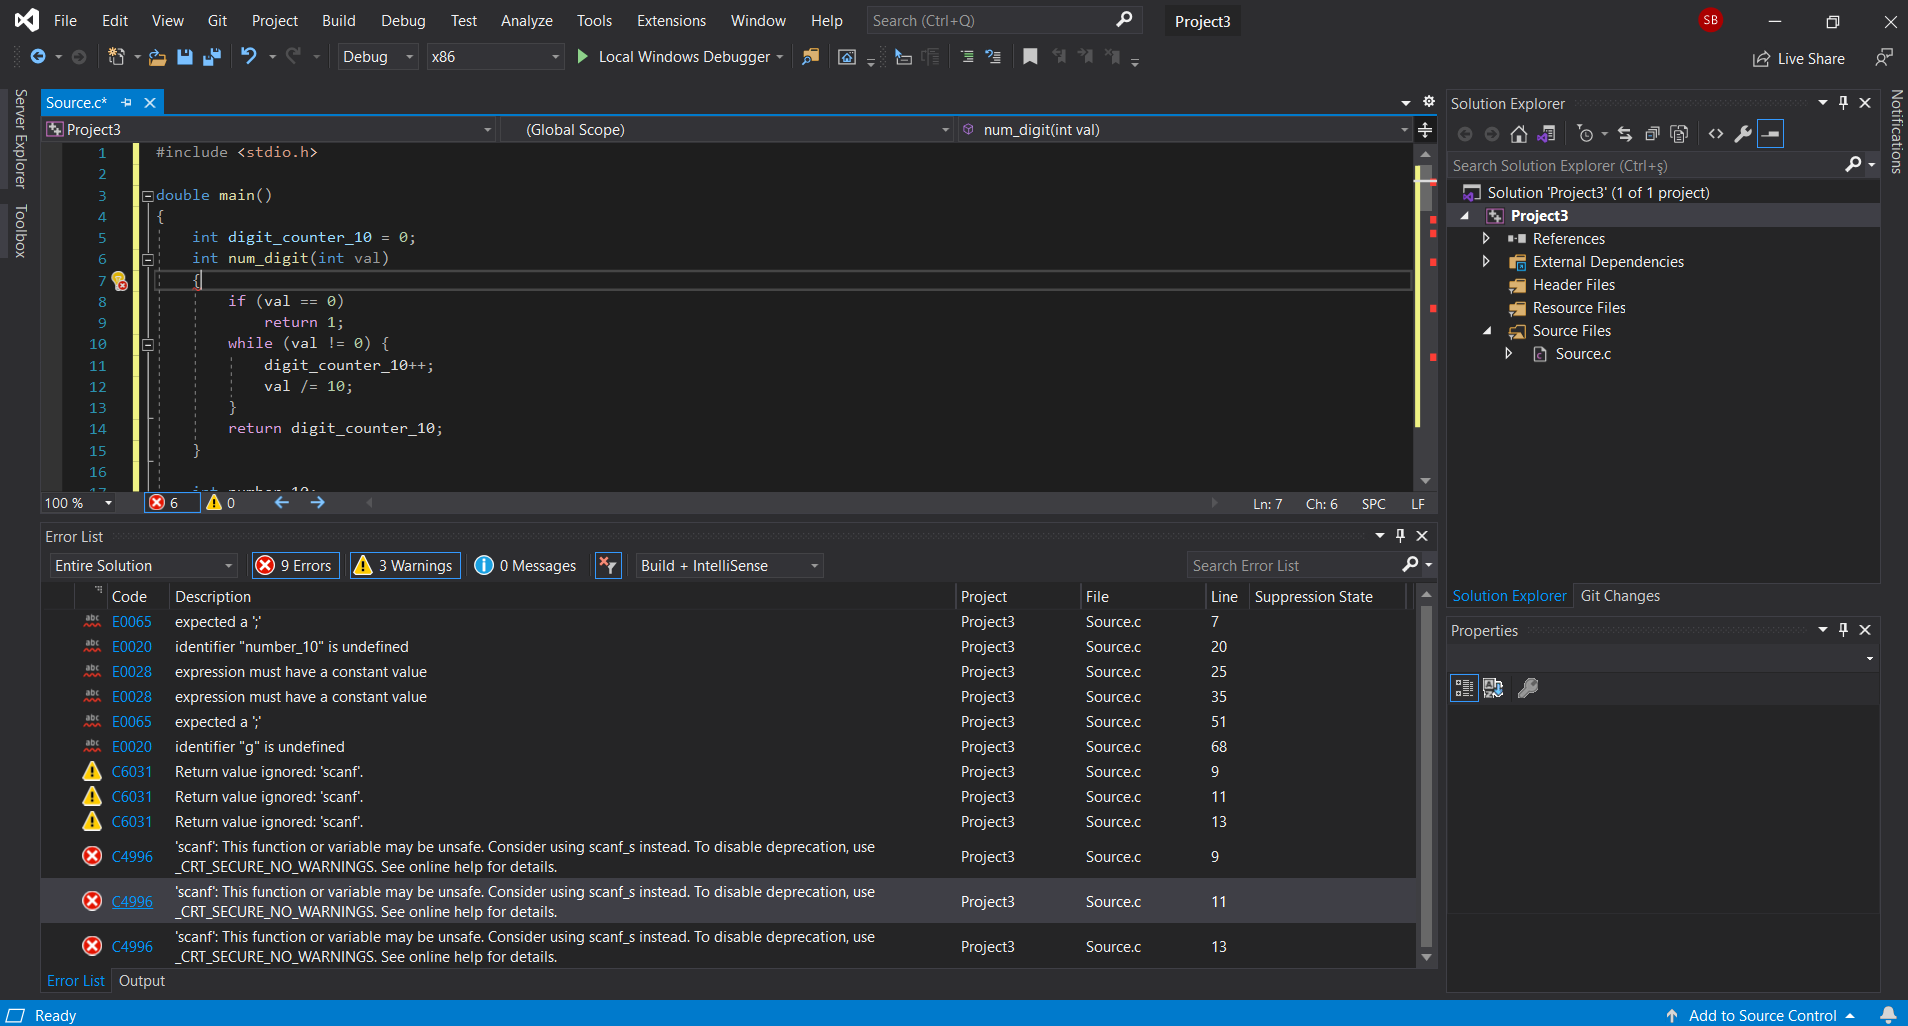 File Edit View Git Project Build Debug Test Analyze Tools Extensions Window Help Search (Ctrl+Q) Project3 SB
Debug x86 Local Windows Debugger Live Share
Server Explorer
Toolbox
Source.c*
Project3 (Global Scope) num_digit(int val)
1 #include <stdio.h>
2
3 double main()
4 {
5 int digit_counter_10 = 0;
6 int num_digit(int val)
7 {
8 if (val == 0)
9 return 1;
10 while (val != 0) {
11 digit_counter_10++;
12 val /= 10;
13 }
14 return digit_counter_10;
15 }
16
17 int number_10;
100 % 6 0 Ln: 7 Ch: 6 SPC LF
Error List
Entire Solution 9 Errors 3 Warnings 0 Messages Build + IntelliSense Search Error List
Code Description Project File Line Suppression State
abc E0065 expected a ';' Project3 Source.c 7
abc E0020 identifier "number_10" is undefined Project3 Source.c 20
abc E0028 expression must have a constant value Project3 Source.c 25
abc E0028 expression must have a constant value Project3 Source.c 35
abc E0065 expected a ';' Project3 Source.c 51
abc E0020 identifier "g" is undefined Project3 Source.c 68
C6031 Return value ignored: 'scanf'. Project3 Source.c 9
C6031 Return value ignored: 'scanf'. Project3 Source.c 11
C6031 Return value ignored: 'scanf'. Project3 Source.c 13
C4996 'scanf': This function or variable may be unsafe. Consider using scanf_s instead. To disable deprecation, use
_CRT_SECURE_NO_WARNINGS. See online help for details. Project3 Source.c 9
C4996 'scanf': This function or variable may be unsafe. Consider using scanf_s instead. To disable deprecation, use
_CRT_SECURE_NO_WARNINGS. See online help for details. Project3 Source.c 11
C4996 'scanf': This function or variable may be unsafe. Consider using scanf_s instead. To disable deprecation, use
_CRT_SECURE_NO_WARNINGS. See online help for details. Project3 Source.c 13
Error List Output
Solution Explorer
Search Solution Explorer (Ctrl+ş)
Solution 'Project3' (1 of 1 project)
Project3
References
External Dependencies
Header Files
Resource Files
Source Files
Source.c
Solution Explorer Git Changes
Properties
Notifications
Ready Add to Source Control